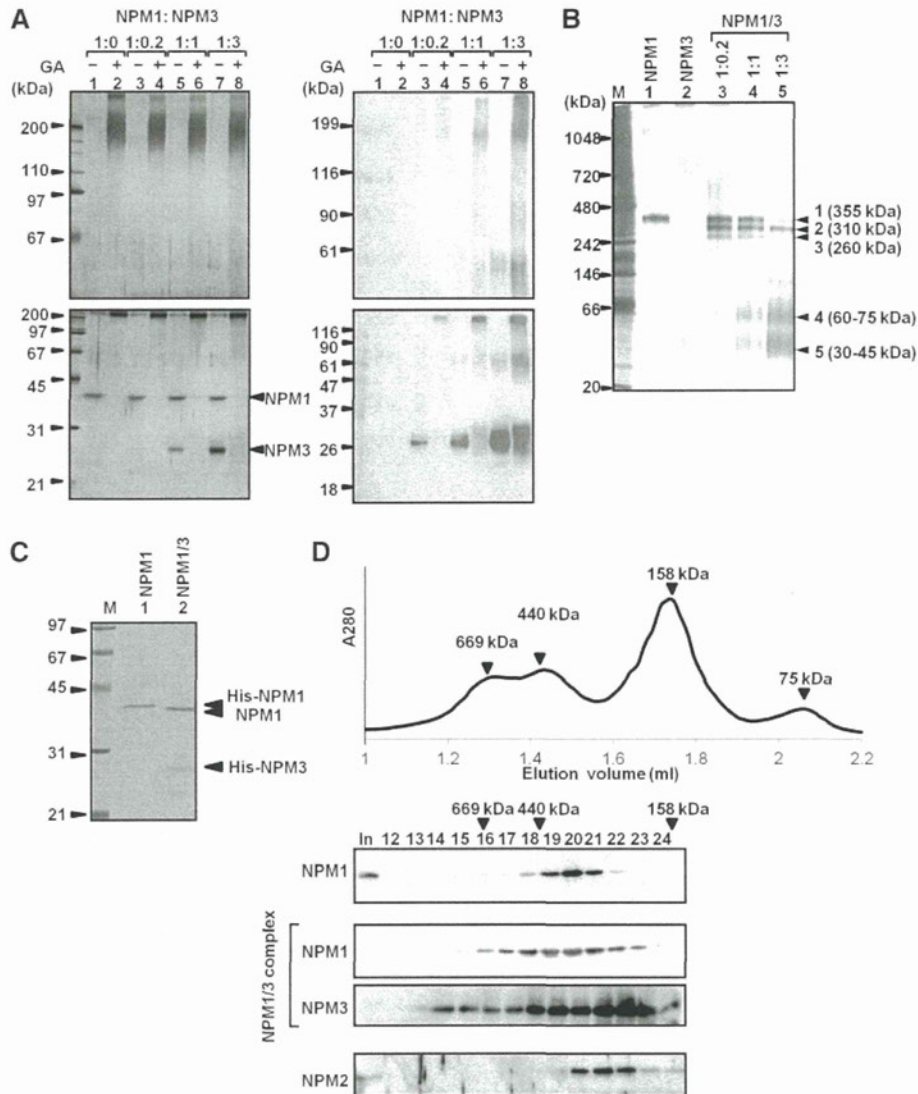 A
NPM1: NPM3
1:0 1:0.2 1:1 1:3
GA - + - + - + - +
(kDa) 1 2 3 4 5 6 7 8
200
110
97
67
200
97
67
45
31
21
NPM1
NPM3
NPM1: NPM3
1:0 1:0.2 1:1 1:3
GA - + - + - + - +
(kDa) 1 2 3 4 5 6 7 8
199
116
90
61
116
90
61
47
37
26
18
B
NPM1/3
NPM1 NPM3 1:0.2 1:1 1:3
(kDa) M 1 2 3 4 5
1048
720
480
242
146
66
20
1 (355 kDa)
2 (310 kDa)
3 (260 kDa)
4 (60-75 kDa)
5 (30-45 kDa)
C
NPM1 NPM1/3
M 1 2
97
67
45
31
21
His-NPM1
NPM1
His-NPM3
D
A280
669 kDa
440 kDa
158 kDa
75 kDa
1 1.2 1.4 1.6 1.8 2 2.2
Elution volume (ml)
669 kDa 440 kDa 158 kDa
In 12 13 14 15 16 17 18 19 20 21 22 23 24
NPM1
NPM1/3 complex
NPM1
NPM3
NPM2